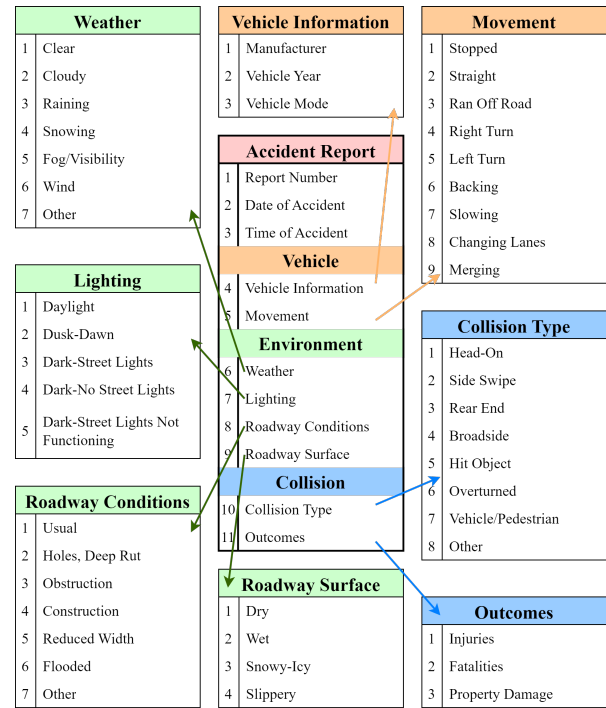 Weather
1 Clear
2 Cloudy
3 Raining
4 Snowing
5 Fog/Visibility
6 Wind
7 Other
Lighting
1 Daylight
2 Dusk-Dawn
3 Dark-Street Lights
4 Dark-No Street Lights
5 Dark-Street Lights Not
Functioning
Roadway Conditions
1 Usual
2 Holes, Deep Rut
3 Obstruction
4 Construction
5 Reduced Width
6 Flooded
7 Other
Vehicle Information
1 Manufacturer
2 Vehicle Year
3 Vehicle Mode
Accident Report
1 Report Number
2 Date of Accident
3 Time of Accident
Vehicle
4 Vehicle Information
5 Movement
Environment
6 Weather
7 Lighting
8 Roadway Conditions
9 Roadway Surface
Collision
10 Collision Type
11 Outcomes
Roadway Surface
1 Dry
2 Wet
3 Snowy-Icy
4 Slippery
Movement
1 Stopped
2 Straight
3 Ran Off Road
4 Right Turn
5 Left Turn
6 Backing
7 Slowing
8 Changing Lanes
9 Merging
Collision Type
1 Head-On
2 Side Swipe
3 Rear End
4 Broadside
5 Hit Object
6 Overturned
7 Vehicle/Pedestrian
8 Other
Outcomes
1 Injuries
2 Fatalities
3 Property Damage